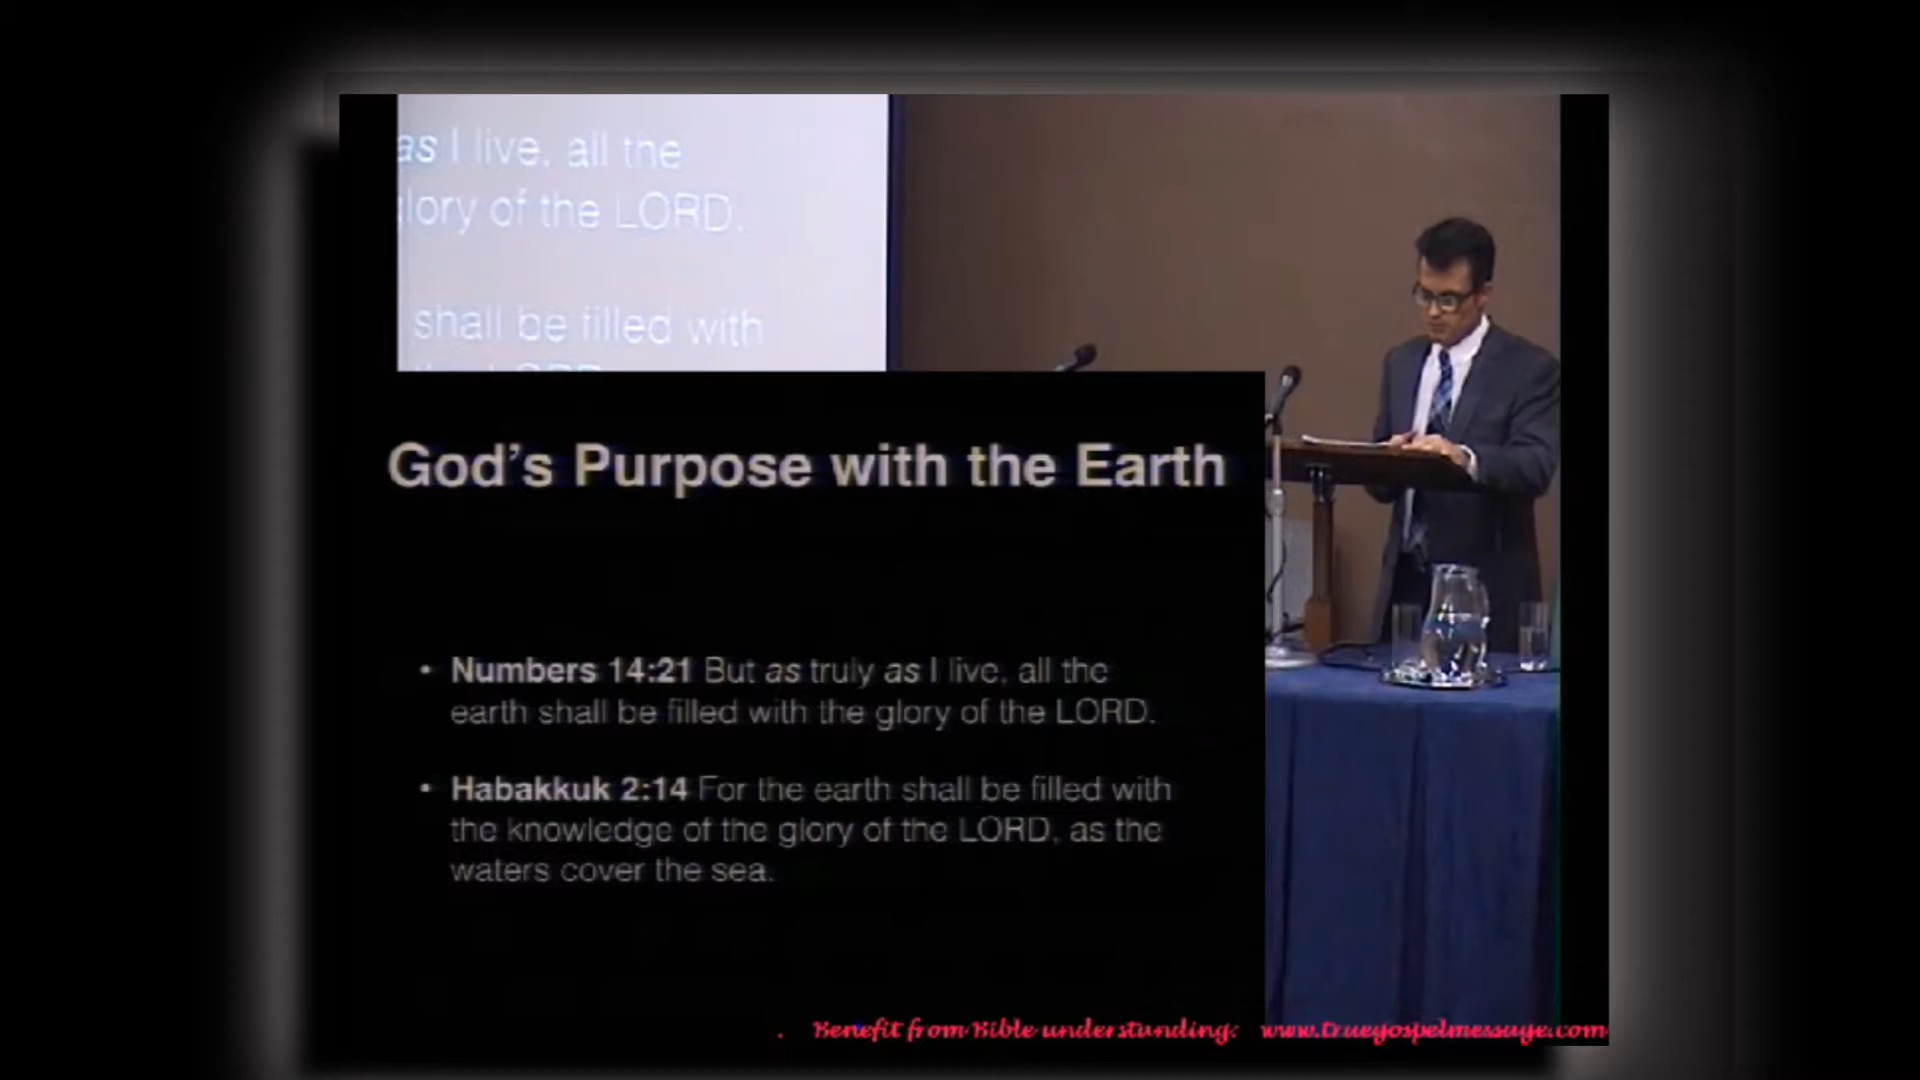 as I live, all the
glory of the LORD.
shall be filled with
God's Purpose with the Earth
• Numbers 14:21 But as truly as I live, all the
earth shall be filled with the glory of the LORD.
• Habakkuk 2:14 For the earth shall be filled with
the knowledge of the glory of the LORD, as the
waters cover the sea.
. Benefit from Bible understanding: www.truegospelmessage.com